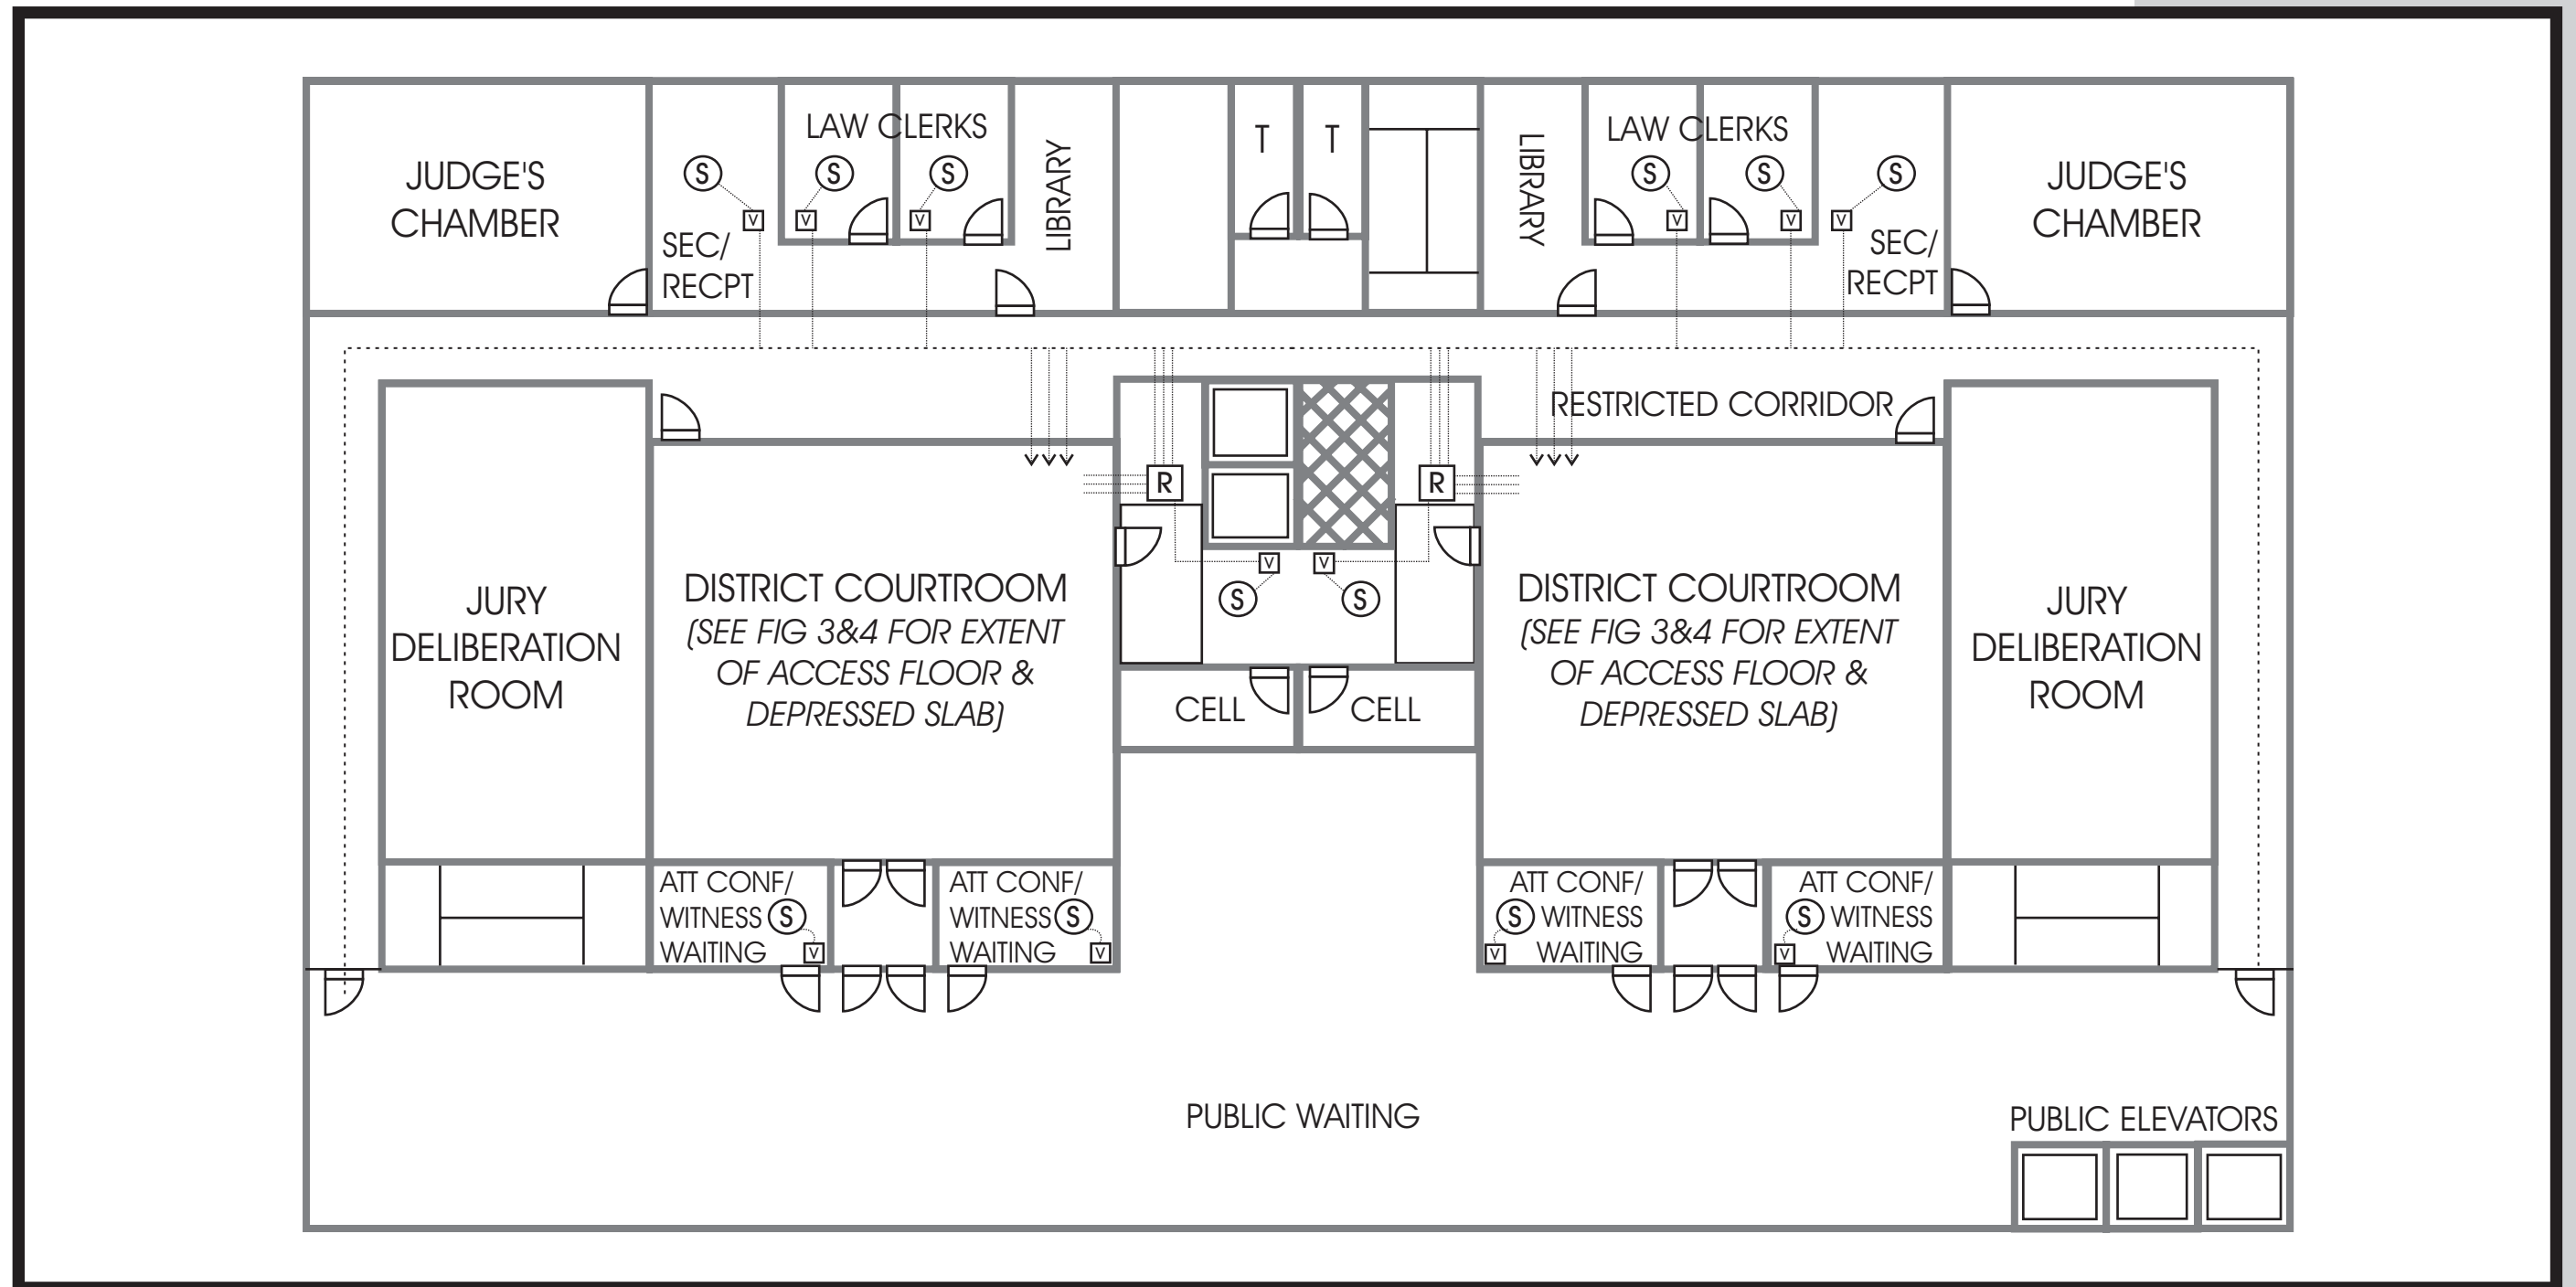 JUDGE'S
CHAMBER
S
V
SEC/
RECPT
LAW CLERKS
S
S
V
V
LIBRARY
T
T
LIBRARY
LAW CLERKS
S
S
V
V
S
V
SEC/
RECPT
JUDGE'S
CHAMBER
RESTRICTED CORRIDOR
JURY
DELIBERATION
ROOM
DISTRICT COURTROOM
(SEE FIG 3&4 FOR EXTENT
OF ACCESS FLOOR &
DEPRESSED SLAB)
R
R
V
V
S
S
CELL
CELL
DISTRICT COURTROOM
(SEE FIG 3&4 FOR EXTENT
OF ACCESS FLOOR &
DEPRESSED SLAB)
JURY
DELIBERATION
ROOM
ATT CONF/
WITNESS S
WAITING V
ATT CONF/
WITNESS S
WAITING V
ATT CONF/
S WITNESS
V WAITING
ATT CONF/
S WITNESS
V WAITING
PUBLIC WAITING
PUBLIC ELEVATORS